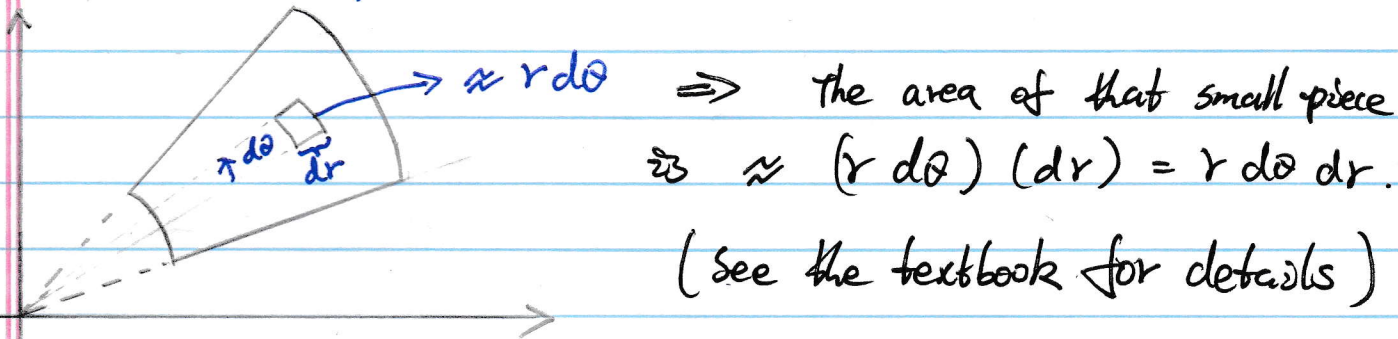 ≈ r dθ ⇒ The area of that small piece
dθ
dr
is ≈ (r dθ) (dr) = r dθ dr.
(See the textbook for details)